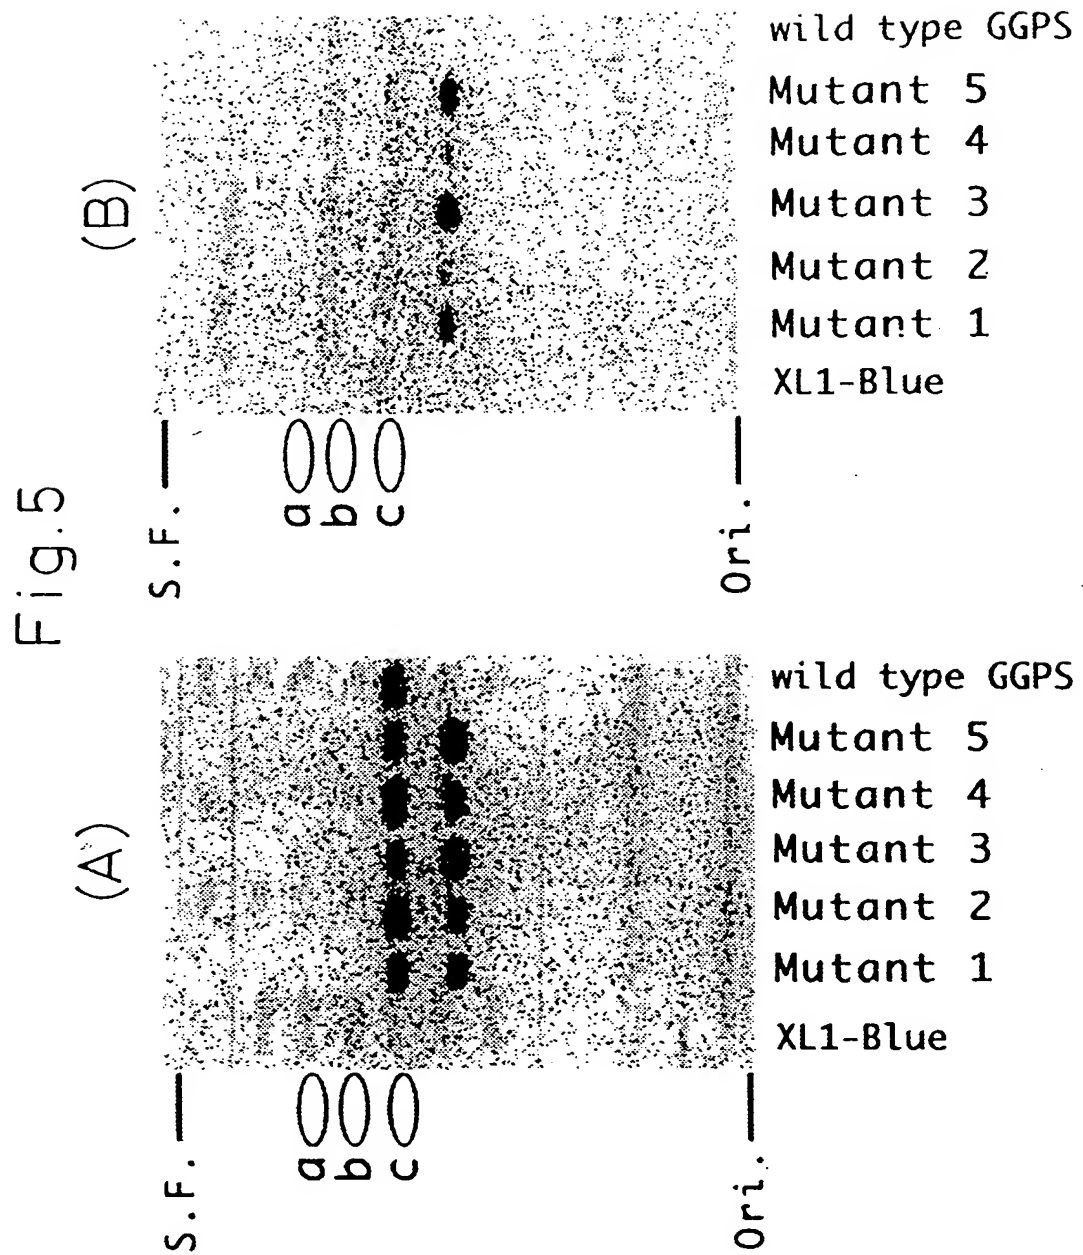 Fig.5
(A)
S.F.
a
b
c
Ori.
XL1-Blue
Mutant 1
Mutant 2
Mutant 3
Mutant 4
Mutant 5
wild type GGPS
(B)
S.F.
a
b
c
Ori.
XL1-Blue
Mutant 1
Mutant 2
Mutant 3
Mutant 4
Mutant 5
wild type GGPS